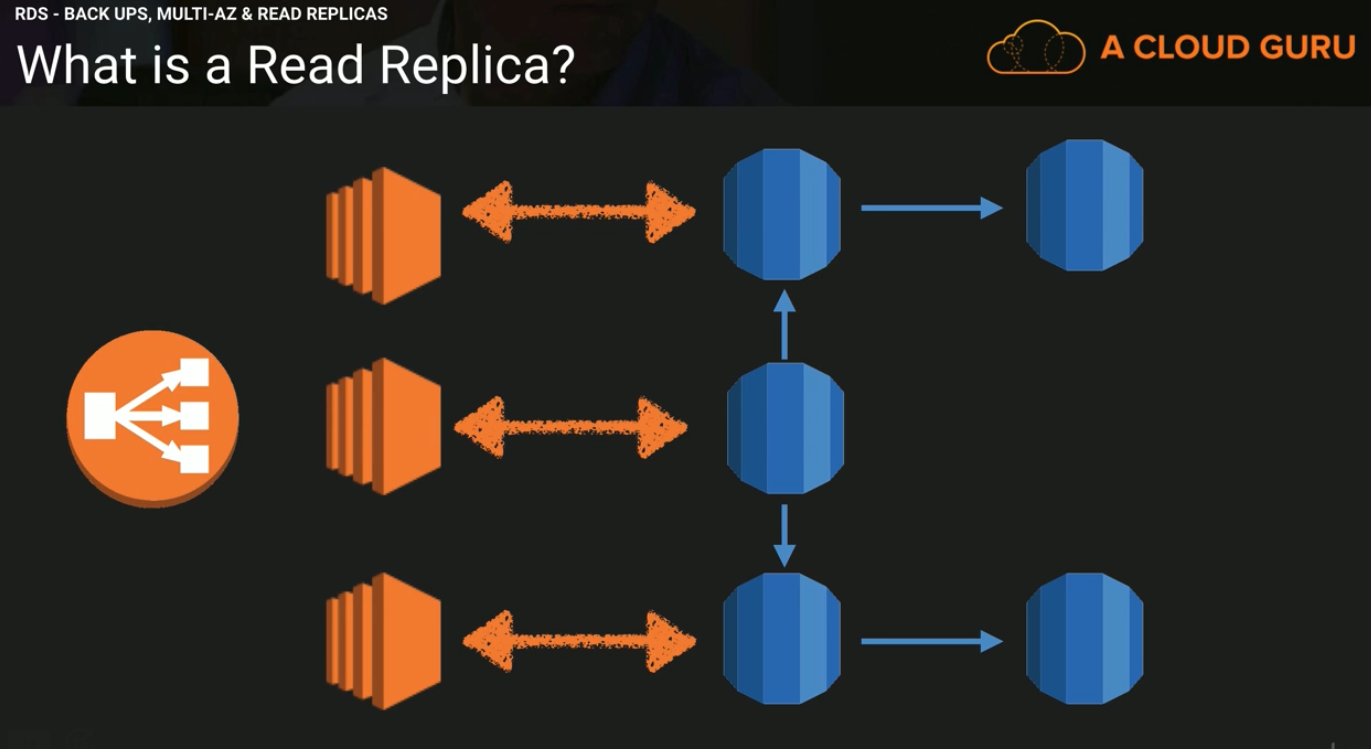 RDS - BACK UPS, MULTI-AZ & READ REPLICAS
What is a Read Replica?
A CLOUD GURU